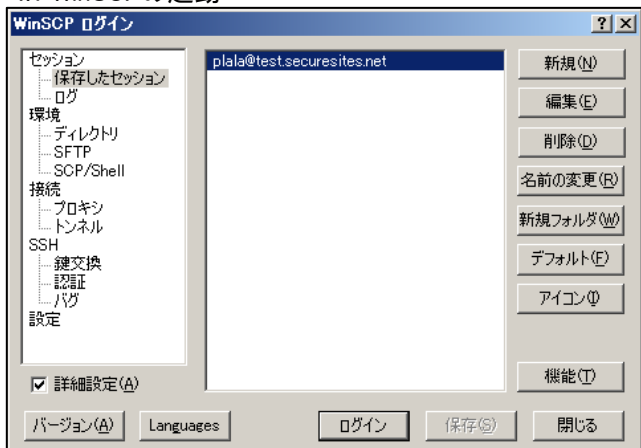 WinSCP ログイン
セッション
保存したセッション
ログ
環境
ディレクトリ
SFTP
SCP/Shell
接続
プロキシ
トンネル
SSH
鍵交換
認証
バグ
設定
詳細設定(A)
plala@test.securesites.net
新規(N)
編集(E)
削除(D)
名前の変更(R)
新規フォルダ(W)
デフォルト(F)
アイコン(I)
機能(T)
バージョン(A)
Languages
ログイン
保存(S)
閉じる